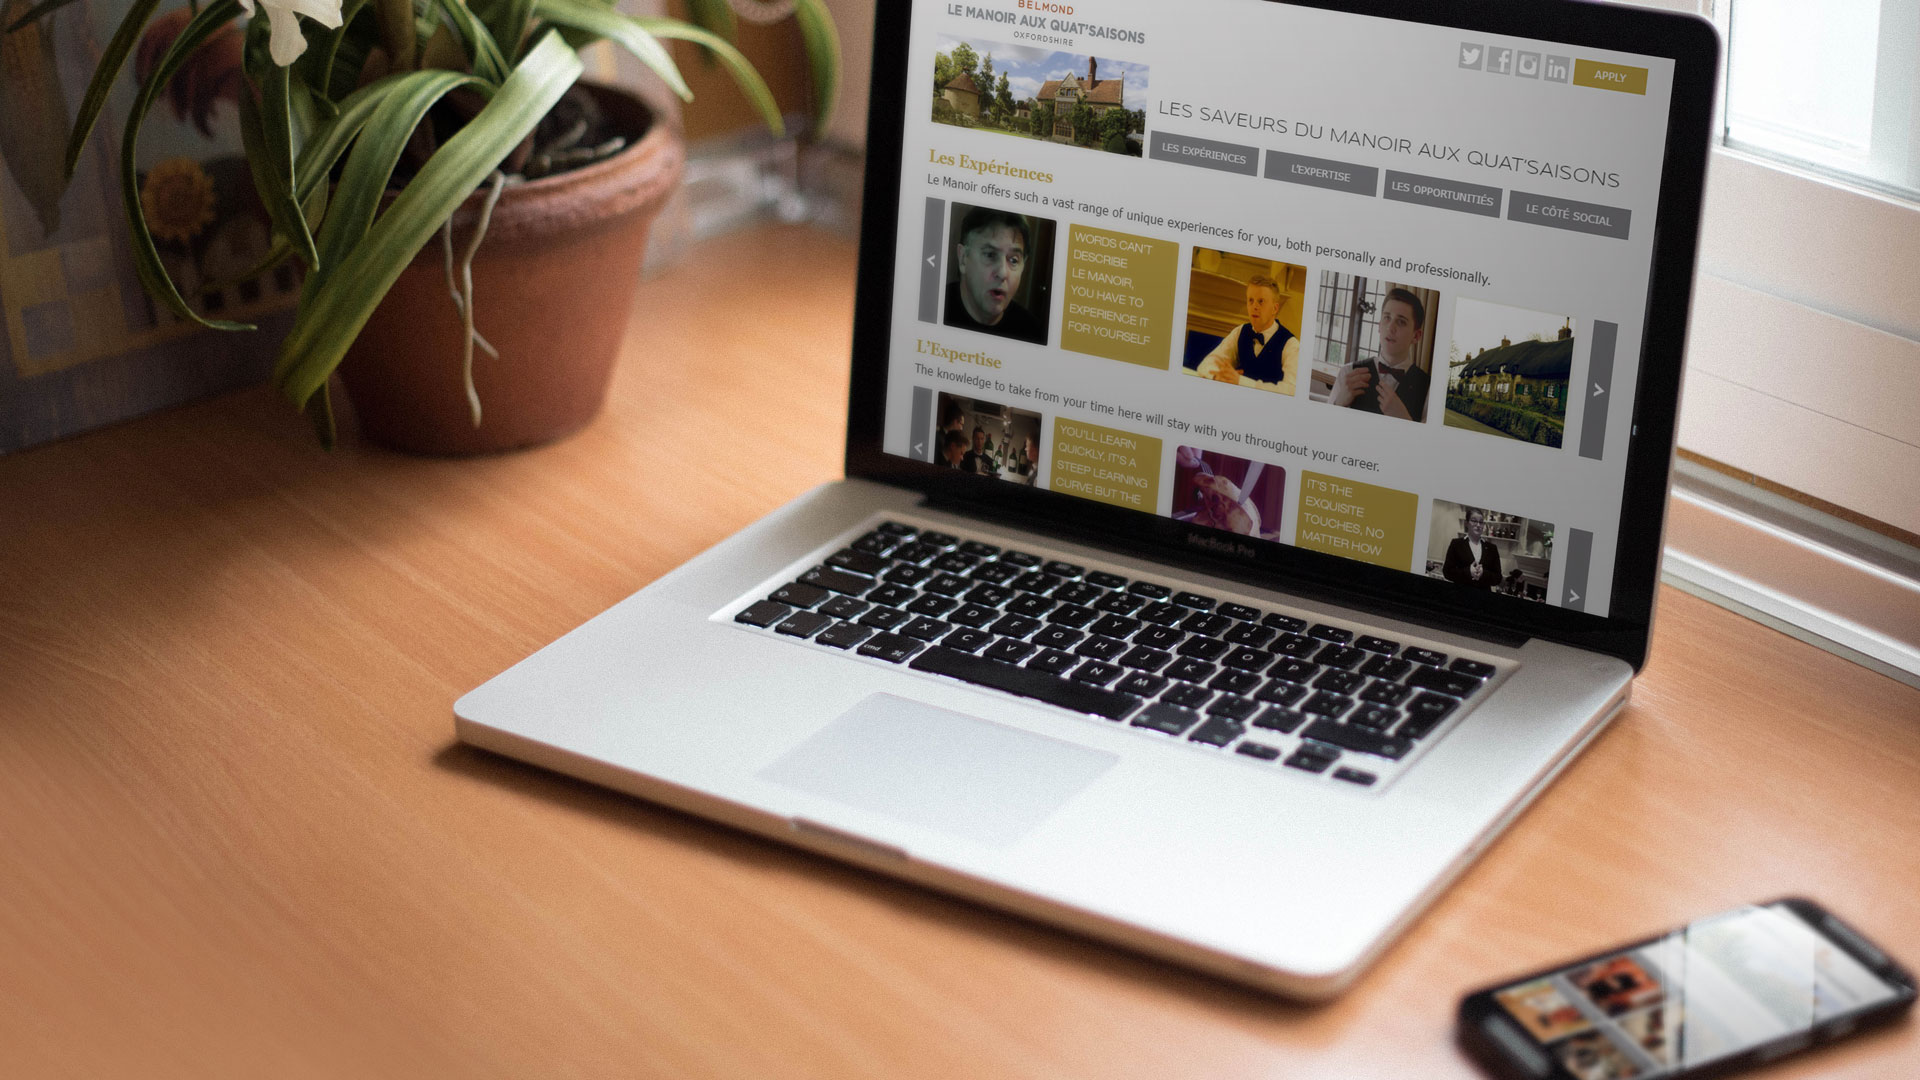 BELMOND
LE MANOIR AUX QUAT'SAISONS
OXFORDSHIRE
APPLY
LES SAVEURS DU MANOIR AUX QUAT'SAISONS
LES EXPÉRIENCES
L'EXPERTISE
LES OPPORTUNITIÉS
LE CÔTÉ SOCIAL
Les Expériences
Le Manoir offers such a vast range of unique experiences for you, both personally and professionally.
WORDS CAN'T
DESCRIBE
LE MANOIR,
YOU HAVE TO
EXPERIENCE IT
FOR YOURSELF
L'Expertise
The knowledge to take from your time here will stay with you throughout your career.
YOU'LL LEARN
QUICKLY, IT'S A
STEEP LEARNING
CURVE BUT THE
IT'S THE
EXQUISITE
TOUCHES, NO
MATTER HOW
MacBook Pro